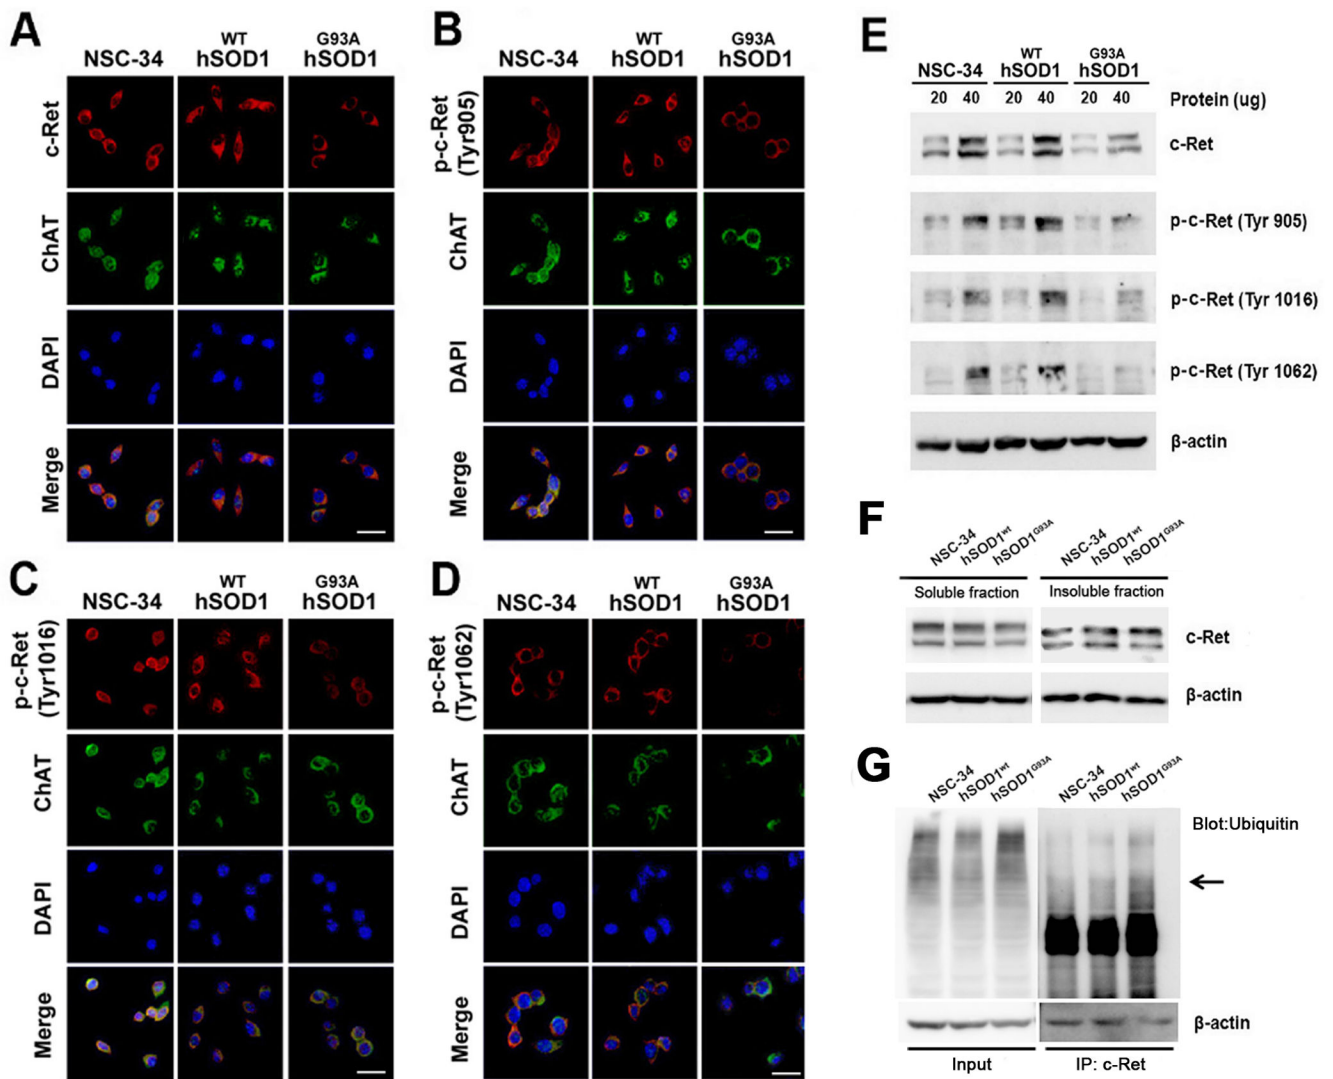 A
NSC-34
WT
hSOD1
G93A
hSOD1
c-Ret
ChAT
DAPI
Merge
B
NSC-34
WT
hSOD1
G93A
hSOD1
p-c-Ret
(Tyr905)
ChAT
DAPI
Merge
C
NSC-34
WT
hSOD1
G93A
hSOD1
p-c-Ret
(Tyr1016)
ChAT
DAPI
Merge
D
NSC-34
WT
hSOD1
G93A
hSOD1
p-c-Ret
(Tyr1062)
ChAT
DAPI
Merge
E
NSC-34
WT
hSOD1
G93A
hSOD1
20 40 20 40 20 40 Protein (ug)
c-Ret
p-c-Ret (Tyr 905)
p-c-Ret (Tyr 1016)
p-c-Ret (Tyr 1062)
β-actin
F
NSC-34 hSOD1wt hSOD1G93A
NSC-34 hSOD1wt hSOD1G93A
Soluble fraction
Insoluble fraction
c-Ret
β-actin
G
NSC-34 hSOD1wt hSOD1G93A
NSC-34 hSOD1wt hSOD1G93A
Blot:Ubiquitin
β-actin
Input
IP: c-Ret